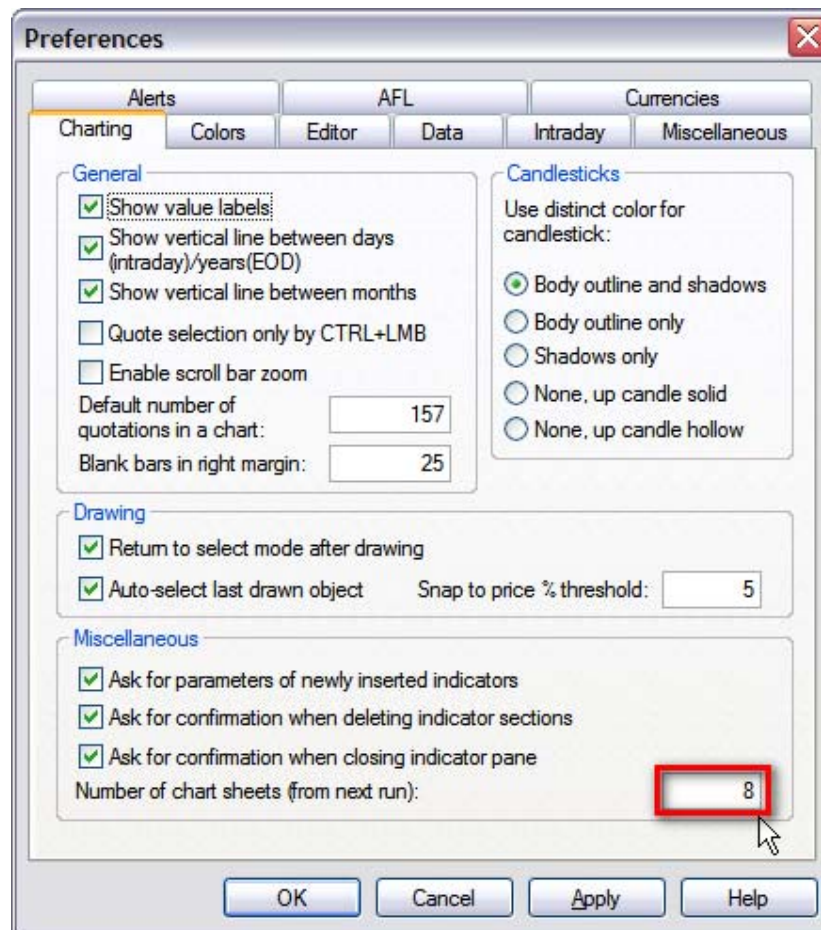 Preferences
Alerts
AFL
Currencies
Charting
Colors
Editor
Data
Intraday
Miscellaneous
General
Show value labels
Show vertical line between days
(intraday)/years(EOD)
Show vertical line between months
Quote selection only by CTRL+LMB
Enable scroll bar zoom
Default number of
quotations in a chart:
157
Blank bars in right margin:
25
Candlesticks
Use distinct color for
candlestick:
Body outline and shadows
Body outline only
Shadows only
None, up candle solid
None, up candle hollow
Drawing
Return to select mode after drawing
Auto-select last drawn object
Snap to price % threshold:
5
Miscellaneous
Ask for parameters of newly inserted indicators
Ask for confirmation when deleting indicator sections
Ask for confirmation when closing indicator pane
Number of chart sheets (from next run):
8
OK
Cancel
Apply
Help